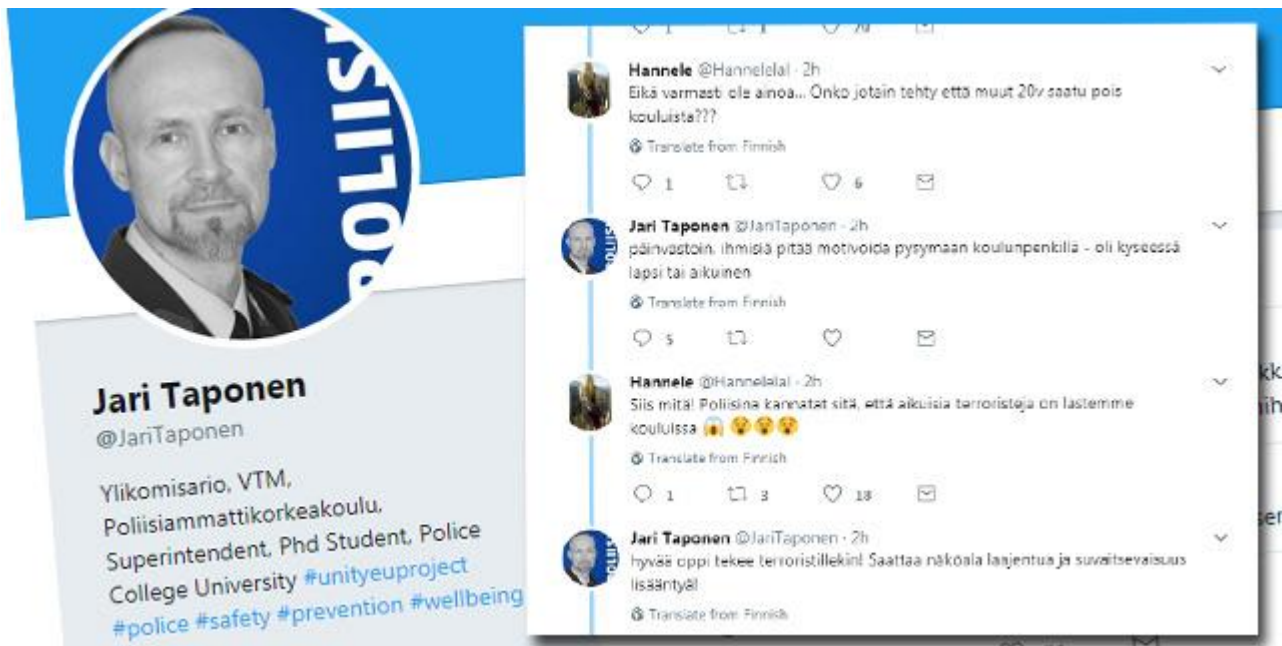 POLIIS
Jari Taponen
@JariTaponen
Ylikomisario, VTM,
Poliisiammattikorkeakoulu,
Superintendent, Phd Student, Police
College University #unityeuproject
#police #safety #prevention #wellbeing
Hannele @Hannelelal · 2h
Eikä varmasti ole ainoa... Onko jotain tehty että muut 20v saatu pois
kouluista???
Translate from Finnish
1 6
Jari Taponen @JariTaponen · 2h
päinvastoin, ihmisiä pitää motivoida pysymään koulunpenkillä - oli kyseessä
lapsi tai aikuinen
Translate from Finnish
5
Hannele @Hannelelal · 2h
Siis mitä! Poliisina kannatat sitä, että aikuisia terroristeja on lastemme
kouluissa 😱 😲 😲 😲
Translate from Finnish
1 3 18
Jari Taponen @JariTaponen · 2h
hyvää oppi tekee terroristillekin! Saattaa näköala laajentua ja suvaitsevaisuus
lisääntyä!
Translate from Finnish